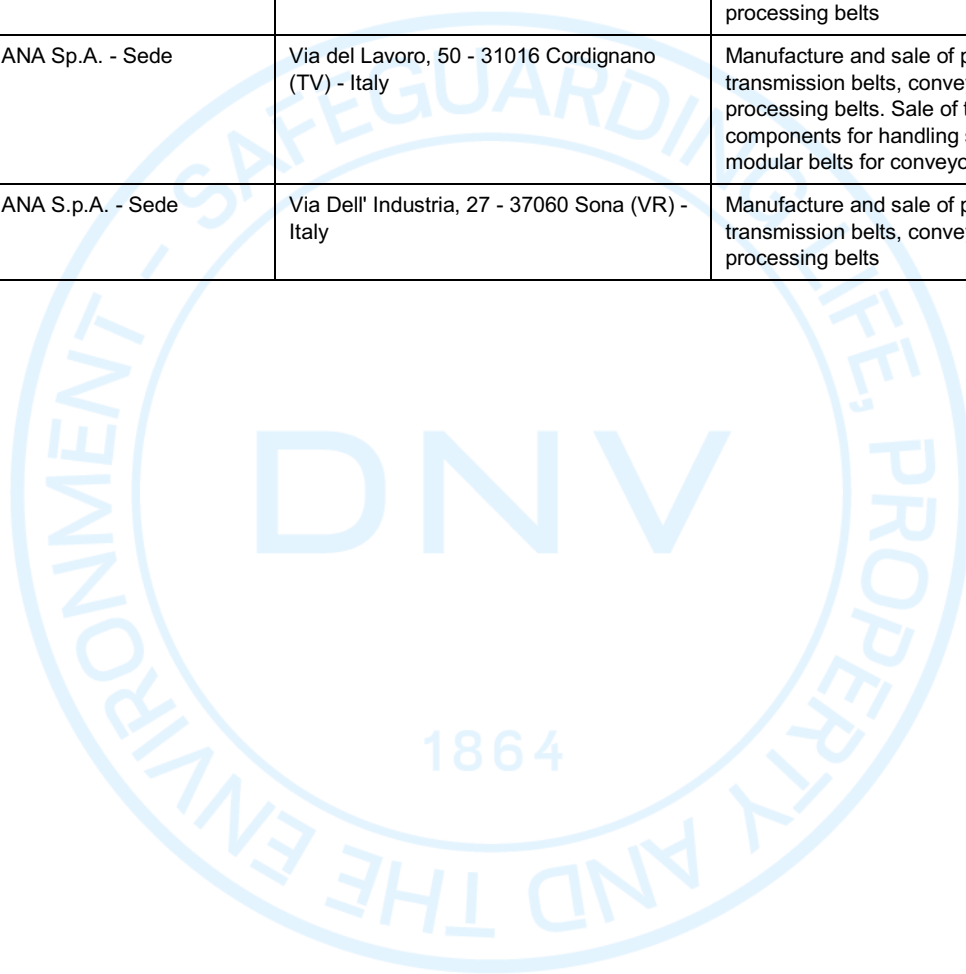 processing belts
ANA Sp.A. - Sede
Via del Lavoro, 50 - 31016 Cordignano
(TV) - Italy
Manufacture and sale of
transmission belts,
processing belts. Sale of
components for handling
modular belts for
ANA S.p.A. - Sede
Via Dell' Industria, 27 - 37060 Sona (VR) -
Italy
Manufacture and sale of
transmission belts,
processing belts
SAFEGUARDING LIFE, PROPERTY AND THE ENVIRONMENT -
DNV
1864